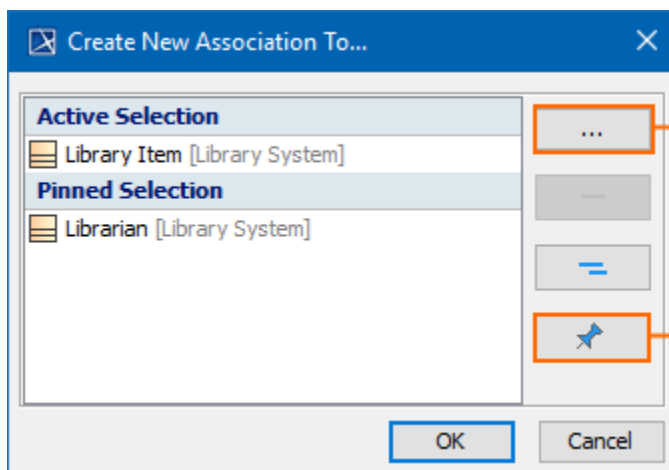 Create New Association To...
Active Selection
...
Library Item [Library System]
Pinned Selection
Librarian [Library System]
OK
Cancel